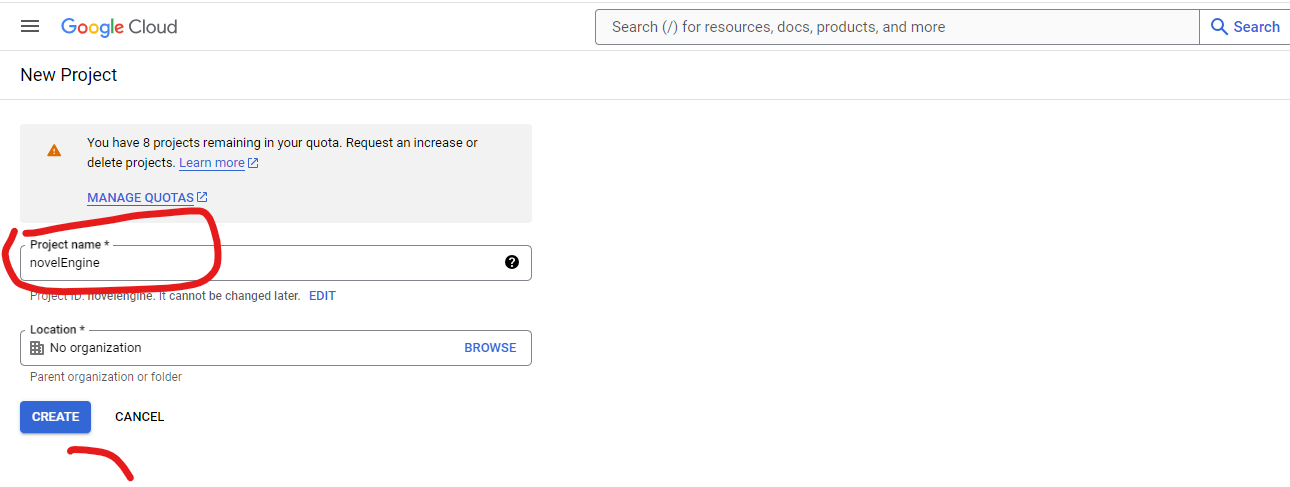 Google Cloud
Search (/) for resources, docs, products, and more
Search
New Project
You have 8 projects remaining in your quota. Request an increase or
delete projects. Learn more
MANAGE QUOTAS
Project name *
novelEngine
Project ID: novelengine. It cannot be changed later. EDIT
Location *
No organization
BROWSE
Parent organization or folder
CREATE
CANCEL